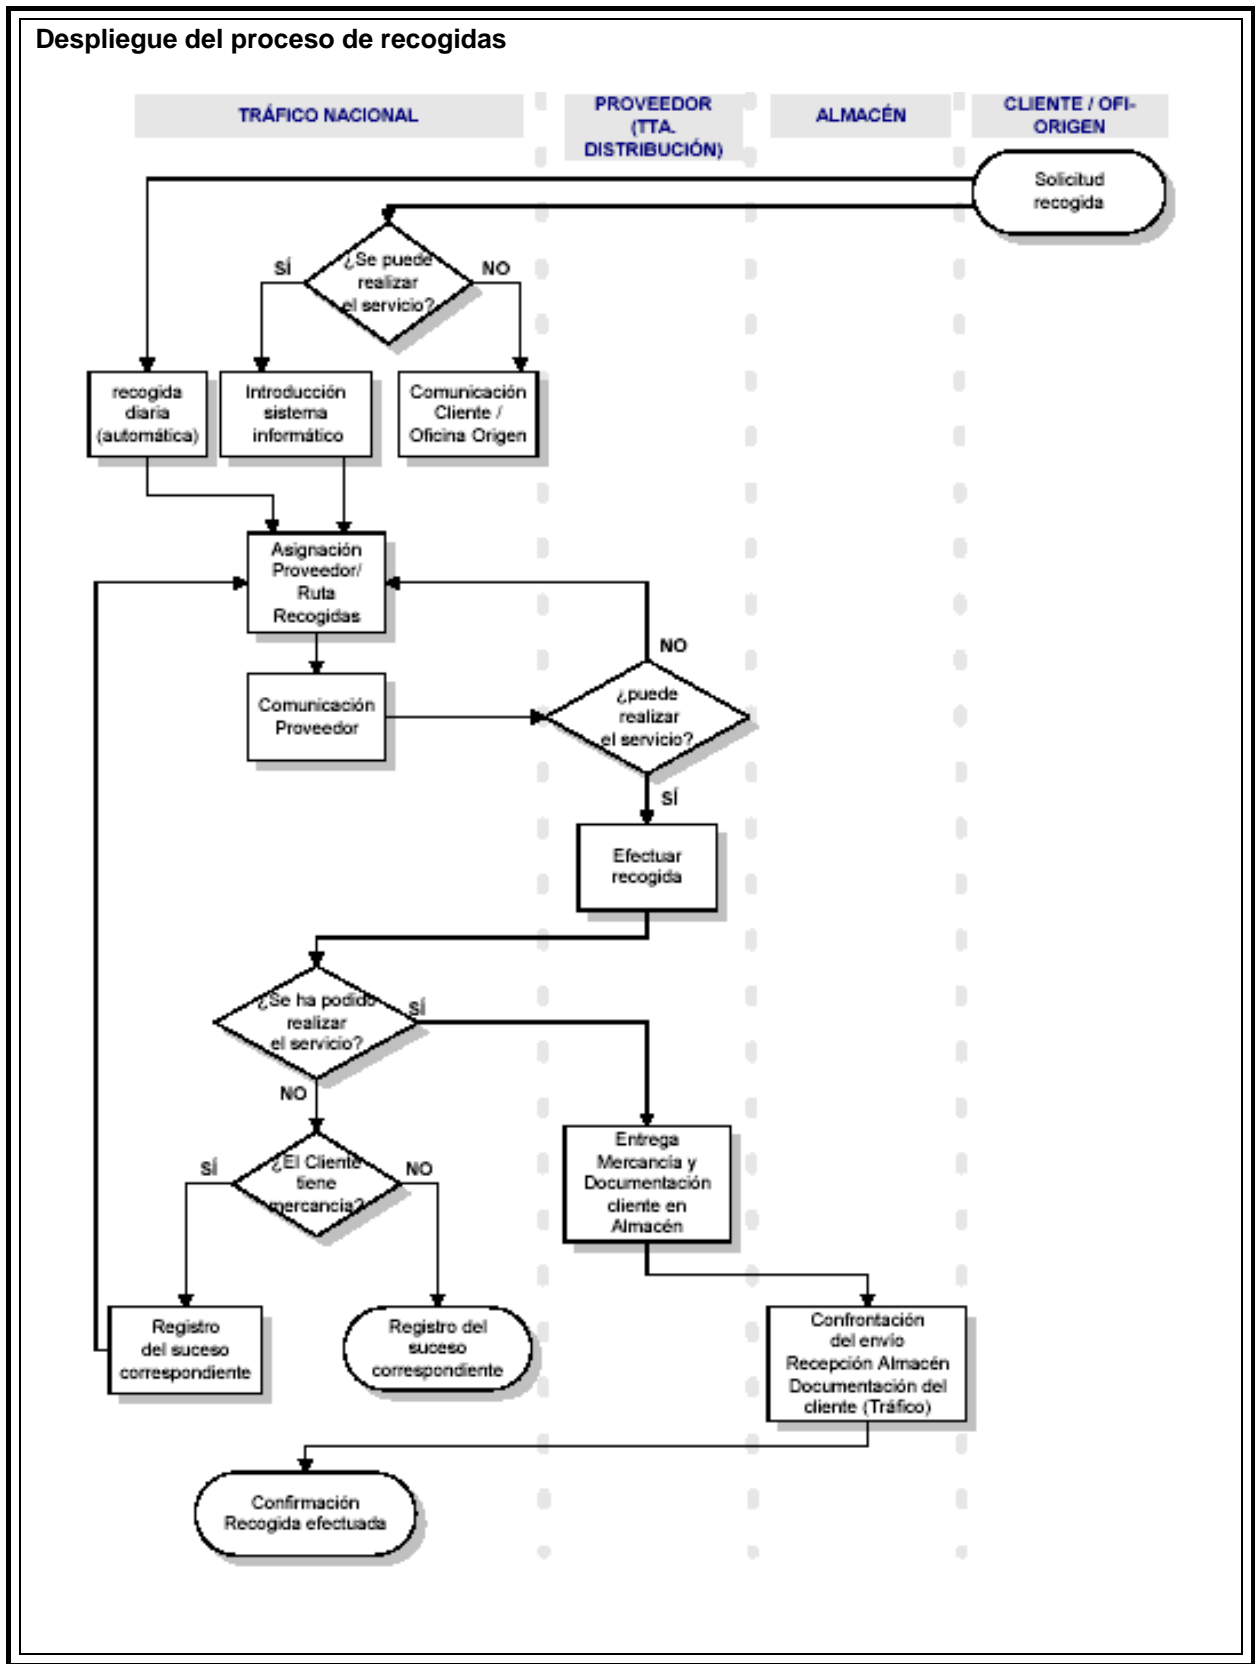 Despliegue del proceso de recogidas
TRÁFICO NACIONAL
PROVEEDOR
(TTA.
DISTRIBUCIÓN)
ALMACÉN
CLIENTE / OFI-
ORIGEN
Solicitud
recogida
¿Se puede
realizar
el servicio?
SÍ
NO
recogida
diaria
(automática)
Introducción
sistema
informático
Comunicación
Cliente /
Oficina Origen
Asignación
Proveedor/
Ruta
Recogidas
NO
Comunicación
Proveedor
¿puede
realizar
el servicio?
SÍ
Efectuar
recogida
¿Se ha podido
realizar
el servicio?
SÍ
NO
¿El Cliente
tiene
mercancía?
SÍ
NO
Entrega
Mercancía y
Documentación
cliente en
Almacén
Registro
del suceso
correspondiente
Registro del
suceso
correspondiente
Confrontación
del envío
Recepción Almacén
Documentación del
cliente (Tráfico)
Confirmación
Recogida efectuada